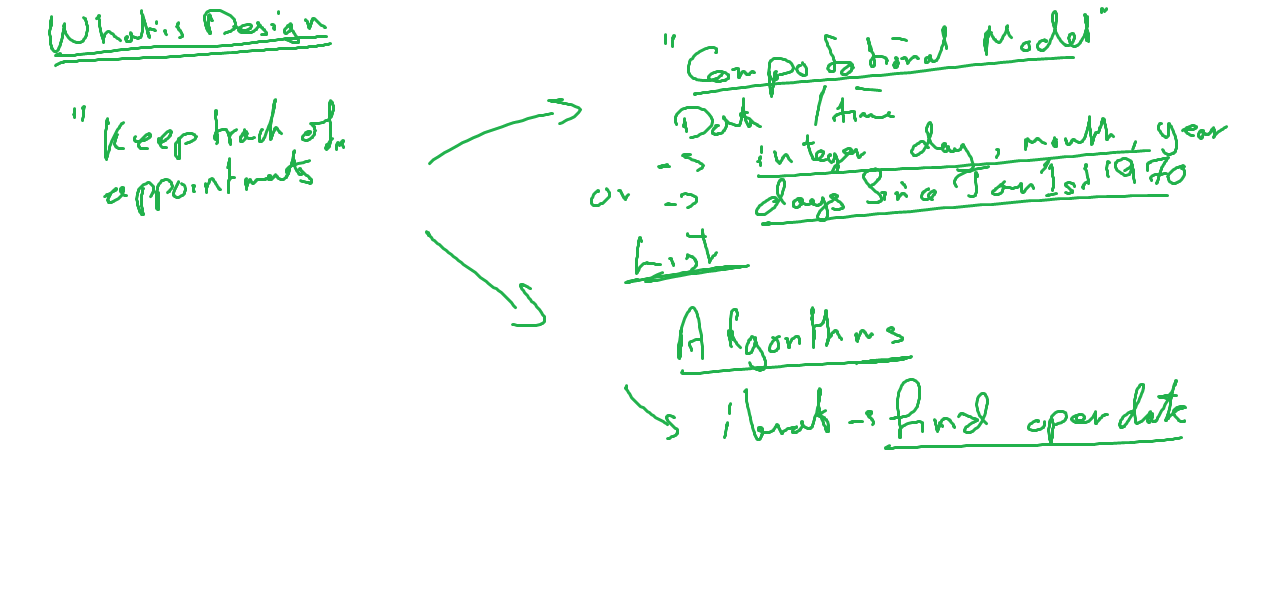 What is Design
"Keep track of
appointments"
"Computational Model"
Date / time
-> integer day, month, year
or -> days since Jan 1st 1970
List
Algorithms
iterate -> find open date